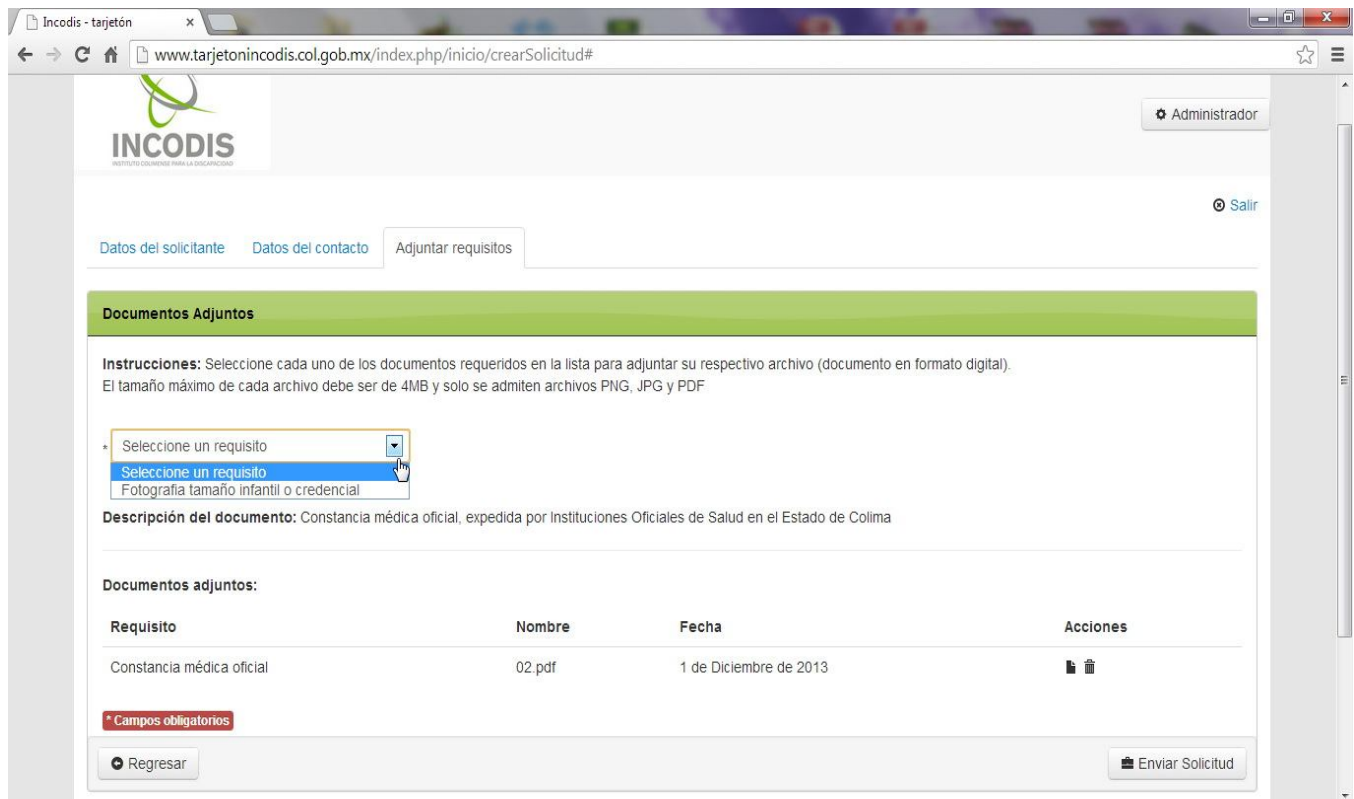 Incodis - tarjetón
www.tarjetonincodis.col.gob.mx/index.php/inicio/crearSolicitud#
INCODIS
INSTITUTO COLIMENSE PARA LA DISCAPACIDAD
Administrador
Salir
Datos del solicitante Datos del contacto Adjuntar requisitos
Documentos Adjuntos
Instrucciones: Seleccione cada uno de los documentos requeridos en la lista para adjuntar su respectivo archivo (documento en formato digital).
El tamaño máximo de cada archivo debe ser de 4MB y solo se admiten archivos PNG, JPG y PDF
* Seleccione un requisito
Seleccione un requisito
Fotografia tamaño infantil o credencial
Descripción del documento: Constancia médica oficial, expedida por Instituciones Oficiales de Salud en el Estado de Colima
Documentos adjuntos:
Requisito Nombre Fecha Acciones
Constancia médica oficial 02.pdf 1 de Diciembre de 2013
* Campos obligatorios
Regresar Enviar Solicitud